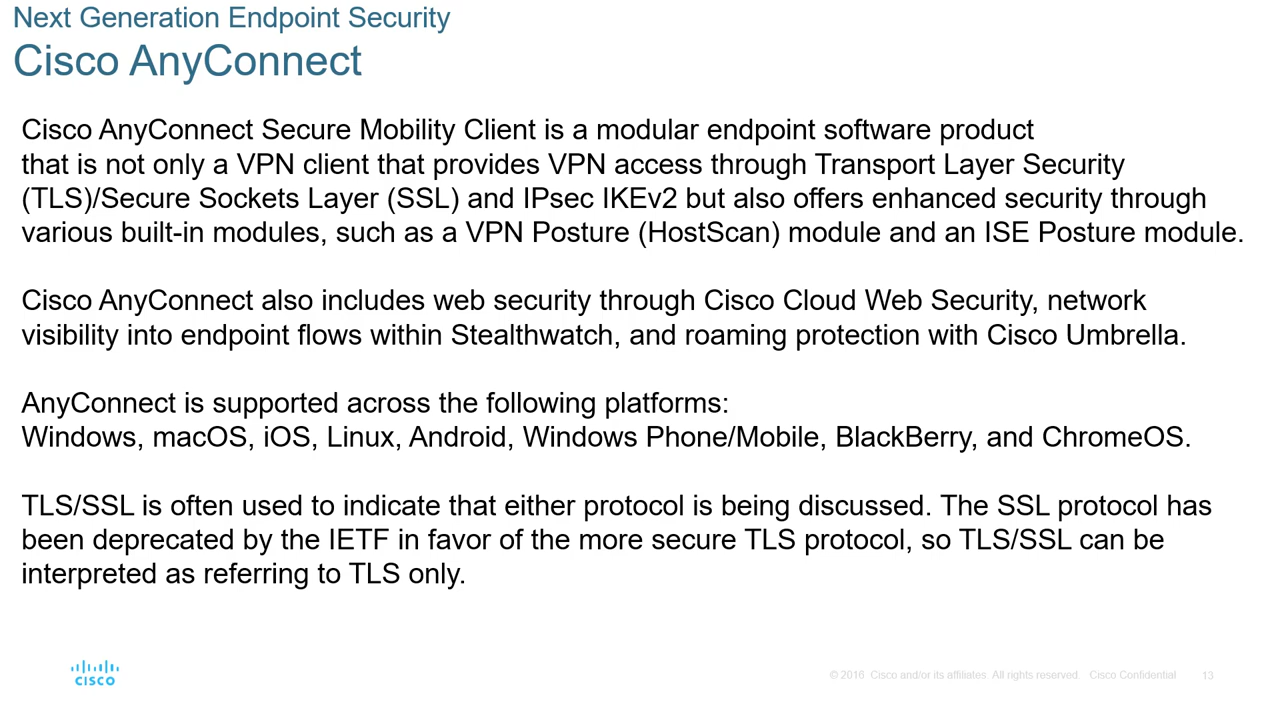 Next Generation Endpoint Security
Cisco AnyConnect
Cisco AnyConnect Secure Mobility Client is a modular endpoint software product
that is not only a VPN client that provides VPN access through Transport Layer Security
(TLS)/Secure Sockets Layer (SSL) and IPsec IKEv2 but also offers enhanced security through
various built-in modules, such as a VPN Posture (HostScan) module and an ISE Posture module.
Cisco AnyConnect also includes web security through Cisco Cloud Web Security, network
visibility into endpoint flows within Stealthwatch, and roaming protection with Cisco Umbrella.
AnyConnect is supported across the following platforms:
Windows, macOS, iOS, Linux, Android, Windows Phone/Mobile, BlackBerry, and ChromeOS.
TLS/SSL is often used to indicate that either protocol is being discussed. The SSL protocol has
been deprecated by the IETF in favor of the more secure TLS protocol, so TLS/SSL can be
interpreted as referring to TLS only.
CISCO
© 2016 Cisco and/or its affiliates. All rights reserved. Cisco Confidential 13